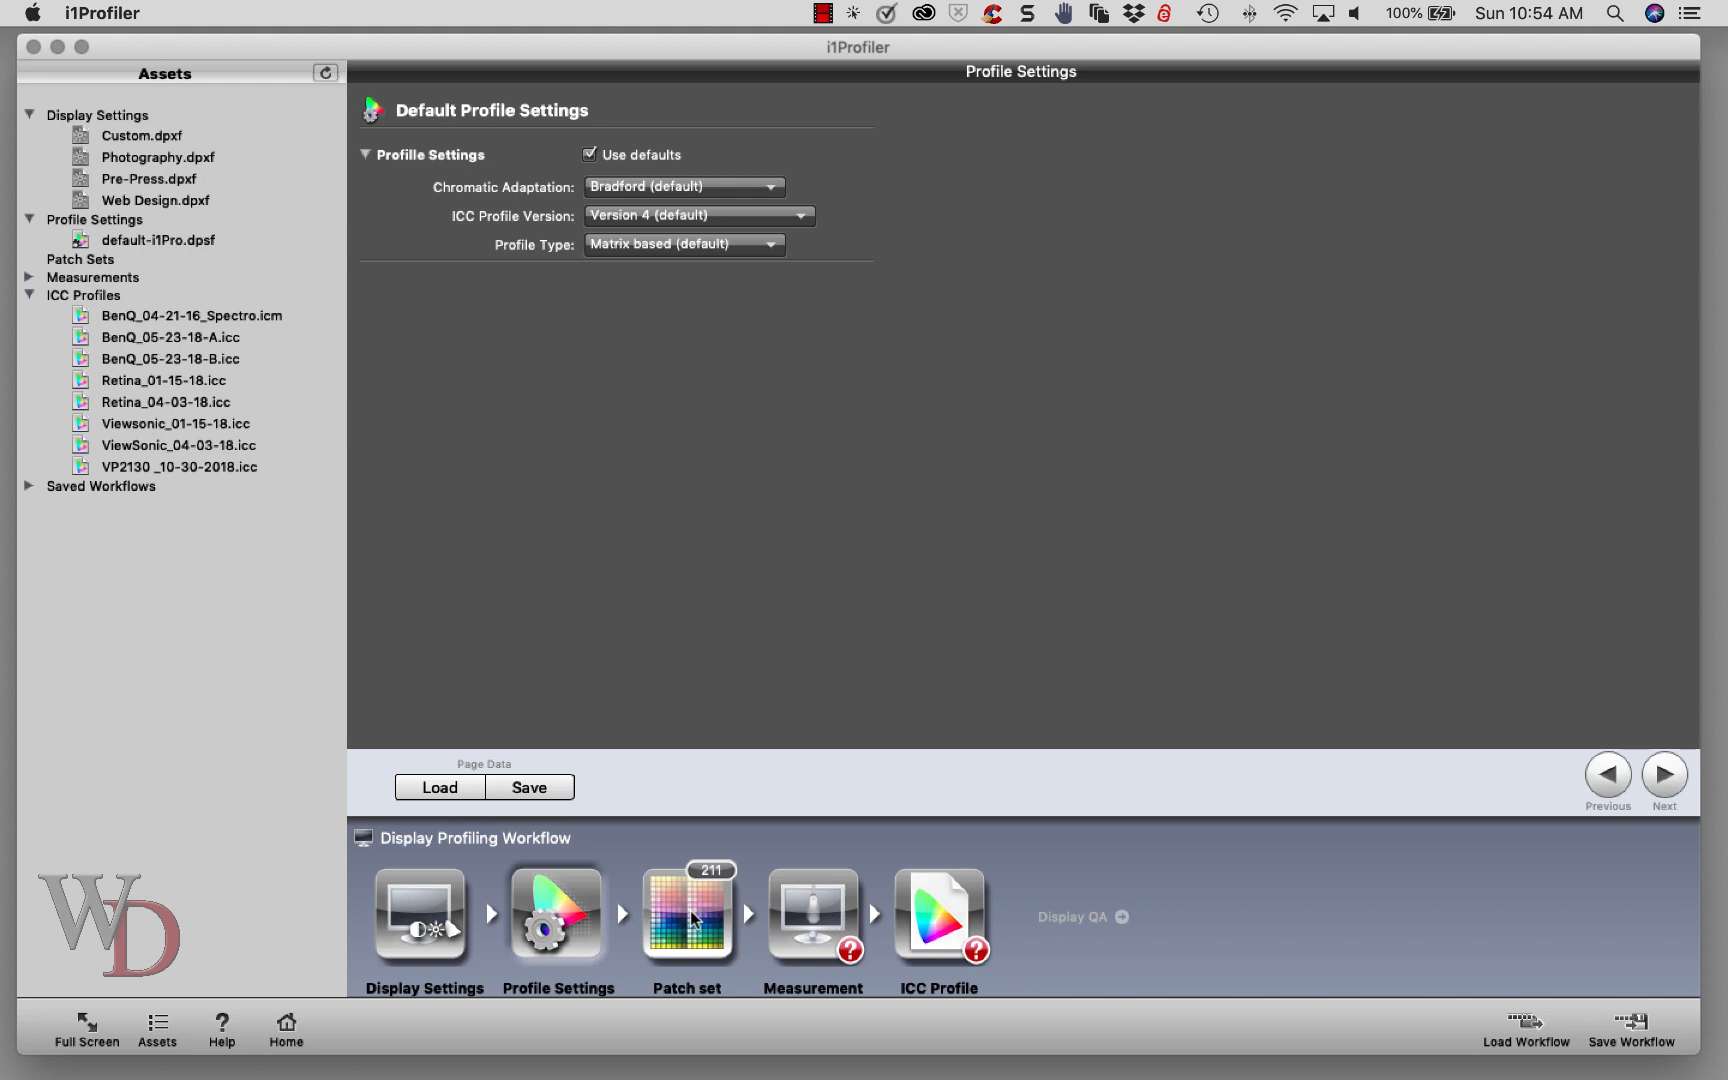 i1Profiler
100%
Sun 10:54 AM
i1Profiler
Assets
Display Settings
Custom.dpxf
Photography.dpxf
Pre-Press.dpxf
Web Design.dpxf
Profile Settings
default-i1Pro.dpsf
Patch Sets
Measurements
ICC Profiles
BenQ_04-21-16_Spectro.icm
BenQ_05-23-18-A.icc
BenQ_05-23-18-B.icc
Retina_01-15-18.icc
Retina_04-03-18.icc
Viewsonic_01-15-18.icc
ViewSonic_04-03-18.icc
VP2130 _10-30-2018.icc
Saved Workflows
WD
Profile Settings
Default Profile Settings
Profille Settings
Use defaults
Chromatic Adaptation:
Bradford (default)
ICC Profile Version:
Version 4 (default)
Profile Type:
Matrix based (default)
Page Data
Load
Save
Previous
Next
Display Profiling Workflow
211
Display Settings
Profile Settings
Patch set
Measurement
ICC Profile
Display QA
Full Screen
Assets
Help
Home
Load Workflow
Save Workflow